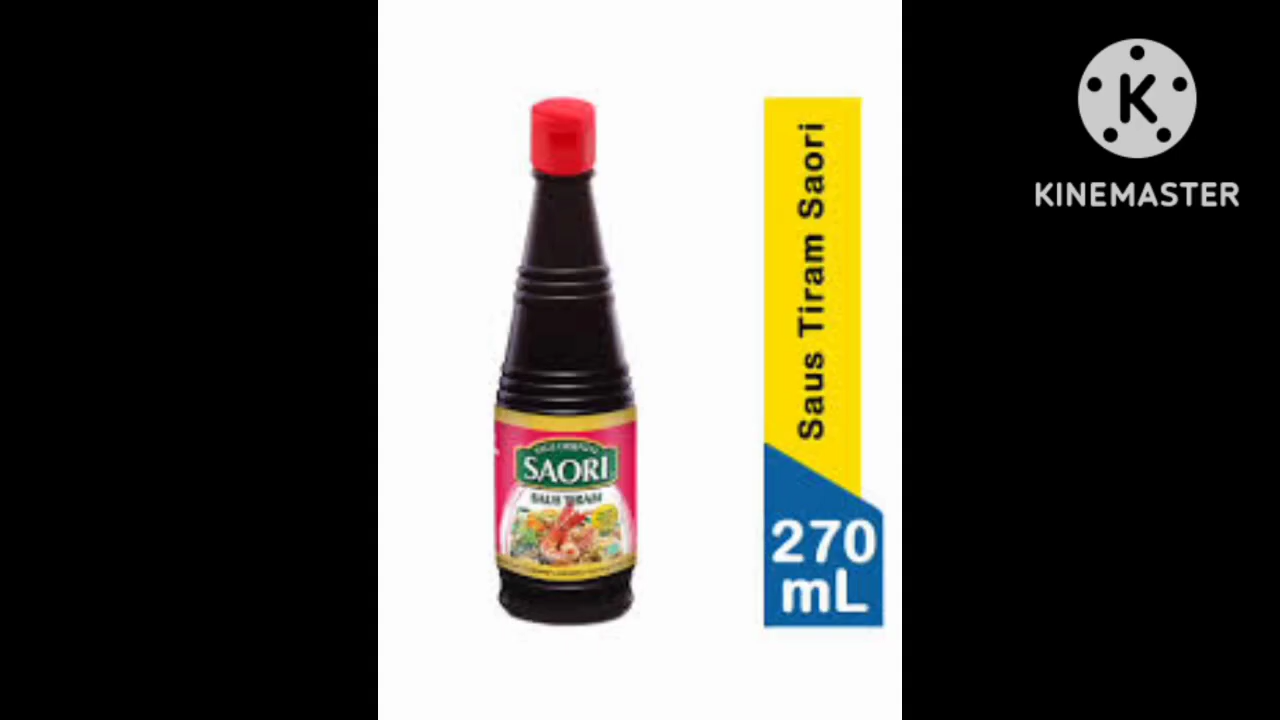 SAORI
SAUS TIRAM
Saus Tiram Saori
270
mL
K
KINEMASTER